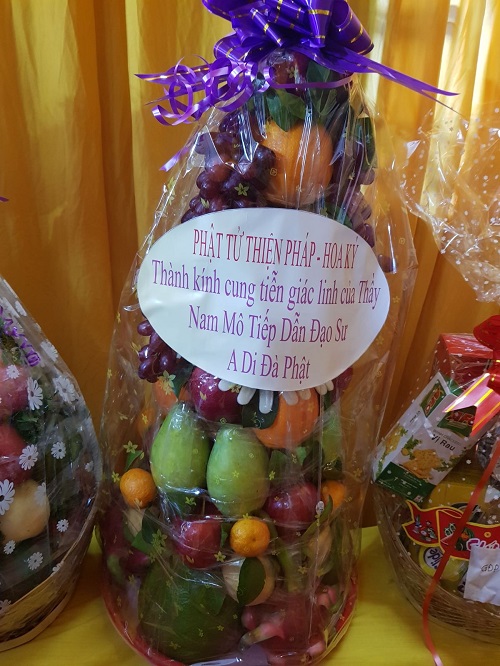 PHẬT TỬ THIỆN PHÁP - HOA KỲ
Thành kính cung tiễn giác linh của Thầy
Nam Mô Tiếp Dẫn Đạo Sư
A Di Đà Phật